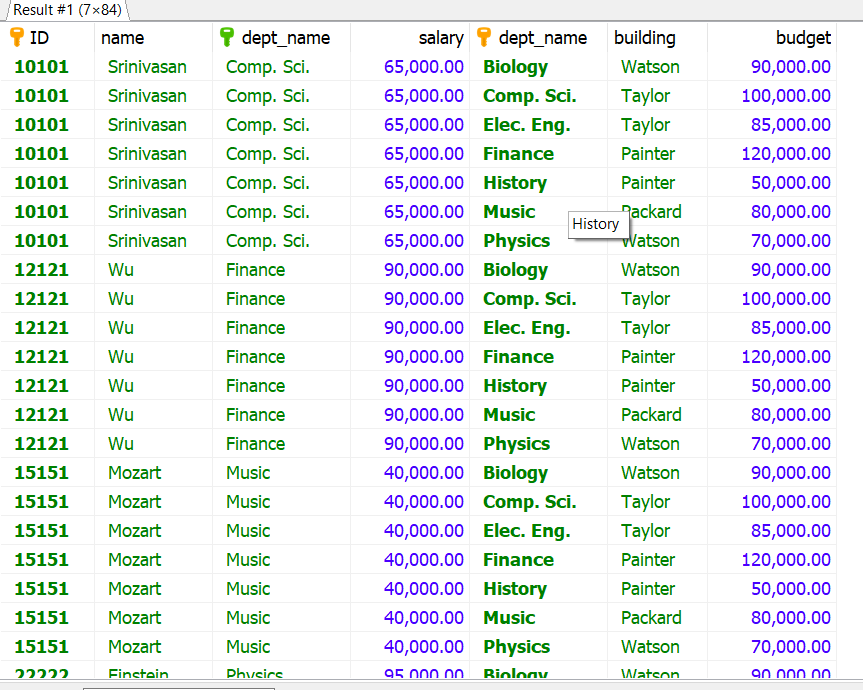 Result #1 (7×84)
ID name dept_name salary dept_name building budget
10101 Srinivasan Comp. Sci. 65,000.00 Biology Watson 90,000.00
10101 Srinivasan Comp. Sci. 65,000.00 Comp. Sci. Taylor 100,000.00
10101 Srinivasan Comp. Sci. 65,000.00 Elec. Eng. Taylor 85,000.00
10101 Srinivasan Comp. Sci. 65,000.00 Finance Painter 120,000.00
10101 Srinivasan Comp. Sci. 65,000.00 History Painter 50,000.00
10101 Srinivasan Comp. Sci. 65,000.00 Music Packard 80,000.00
History
10101 Srinivasan Comp. Sci. 65,000.00 Physics Watson 70,000.00
12121 Wu Finance 90,000.00 Biology Watson 90,000.00
12121 Wu Finance 90,000.00 Comp. Sci. Taylor 100,000.00
12121 Wu Finance 90,000.00 Elec. Eng. Taylor 85,000.00
12121 Wu Finance 90,000.00 Finance Painter 120,000.00
12121 Wu Finance 90,000.00 History Painter 50,000.00
12121 Wu Finance 90,000.00 Music Packard 80,000.00
12121 Wu Finance 90,000.00 Physics Watson 70,000.00
15151 Mozart Music 40,000.00 Biology Watson 90,000.00
15151 Mozart Music 40,000.00 Comp. Sci. Taylor 100,000.00
15151 Mozart Music 40,000.00 Elec. Eng. Taylor 85,000.00
15151 Mozart Music 40,000.00 Finance Painter 120,000.00
15151 Mozart Music 40,000.00 History Painter 50,000.00
15151 Mozart Music 40,000.00 Music Packard 80,000.00
15151 Mozart Music 40,000.00 Physics Watson 70,000.00
22222 Einstein Physics 95,000.00 Biology Watson 90,000.00